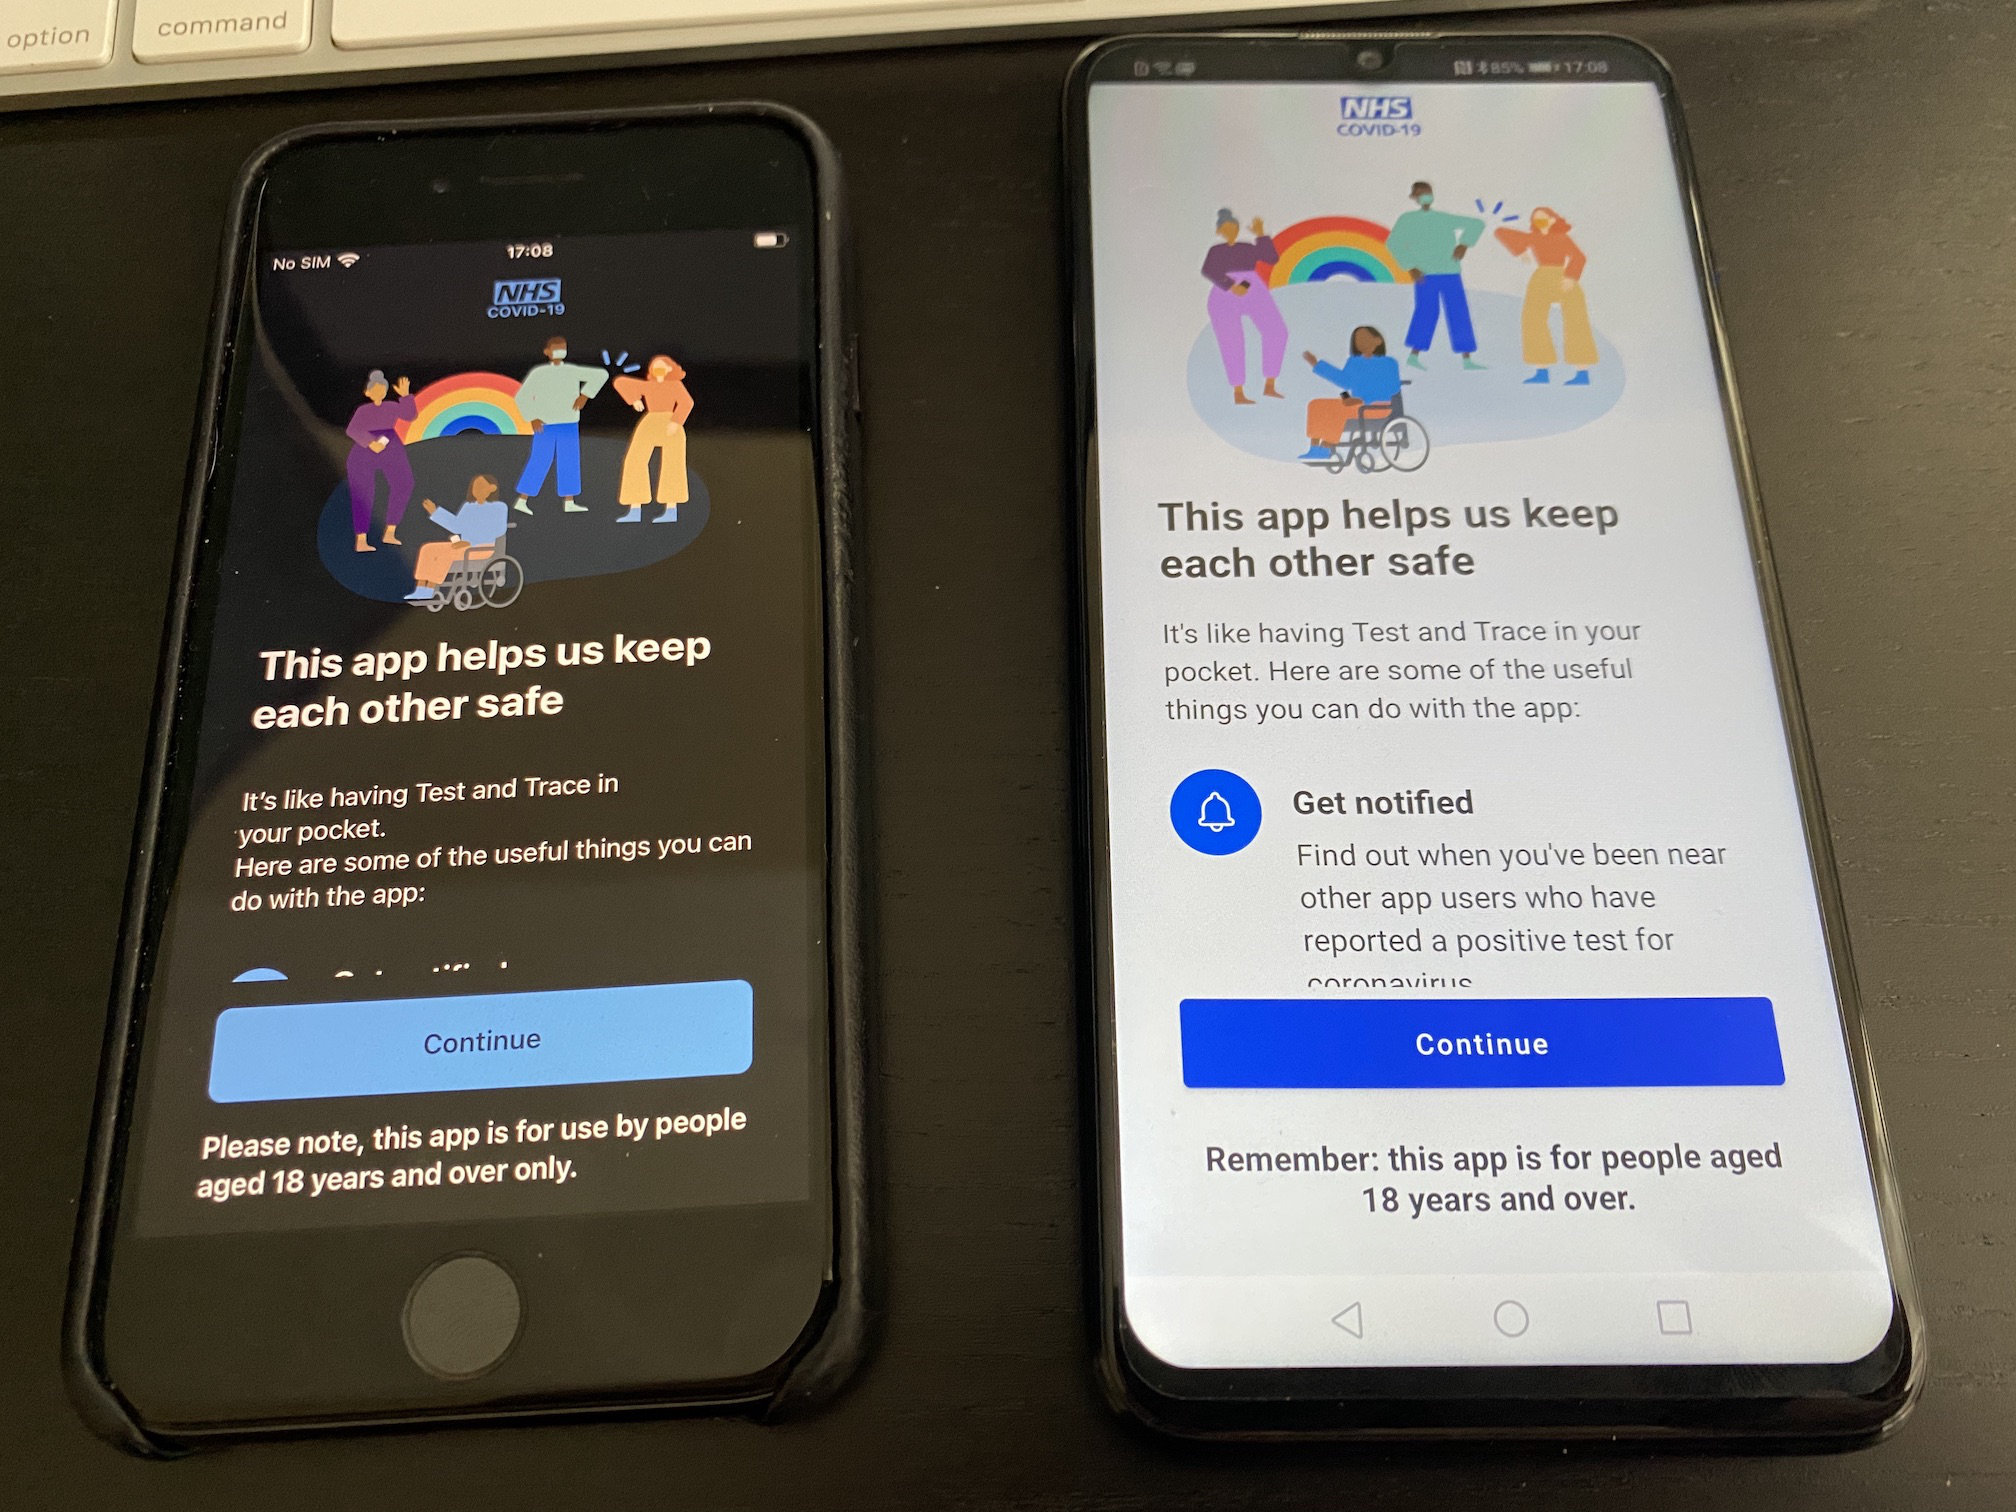 option
command
No SIM
17:08
NHS
COVID-19
This app helps us keep
each other safe
It's like having Test and Trace in
your pocket.
Here are some of the useful things you can
do with the app:
Continue
Please note, this app is for use by people
aged 18 years and over only.
85% 17:08
NHS
COVID-19
This app helps us keep
each other safe
It's like having Test and Trace in your
pocket. Here are some of the useful
things you can do with the app:
Get notified
Find out when you've been near
other app users who have
reported a positive test for
coronavirus
Continue
Remember: this app is for people aged
18 years and over.